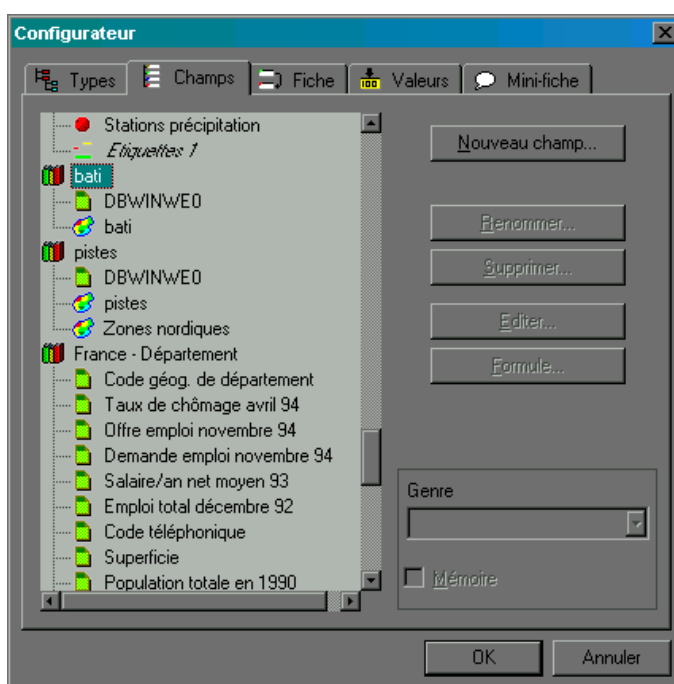 Configurateur
Types Champs Fiche Valeurs Mini-fiche
Stations précipitation
Etiquettes 1
bati
DBWINWE0
bati
pistes
DBWINWE0
pistes
Zones nordiques
France - Département
Code géog. de département
Taux de chômage avril 94
Offre emploi novembre 94
Demande emploi novembre 94
Salaire/an net moyen 93
Emploi total décembre 92
Code téléphonique
Superficie
Population totale en 1990
Nouveau champ...
Renommer...
Supprimer...
Editer...
Formule...
Genre
Mémoire
OK Annuler